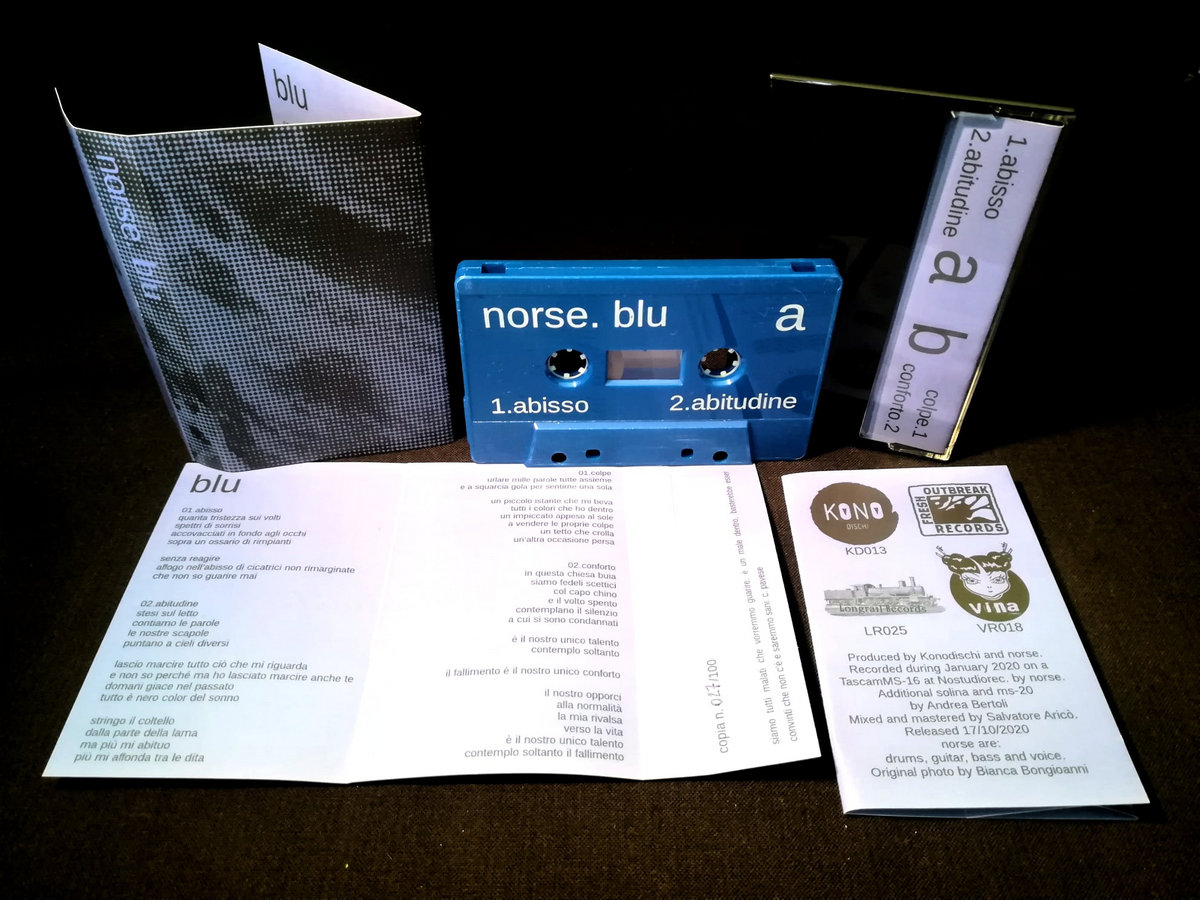 blu
norse. blu
1.abisso
2.abitudine
a
b
colpe.1
conforto.2
norse. blu
a
1.abisso
2.abitudine
blu
01.abisso
quanta tristezza sui volti
spettri di sorrisi
accovacciati in fondo agli occhi
sopra un ossario di rimpianti
senza reagire
affogo nell'abisso di cicatrici non rimarginate
che non so guarire mai
02.abitudine
stesi sul letto
contiamo le parole
le nostre scapole
puntano a cieli diversi
lascio marcire tutto ciò che mi riguarda
e non so perché ma ho lasciato marcire anche te
domani giace nel passato
tutto è nero color del sonno
stringo il coltello
dalla parte della lama
ma più mi abituo
più mi affonda tra le dita
01.colpe
urlare mille parole tutte assieme
e a squarcia gola per sentirne una sola
un piccolo istante che mi beva
tutti i colori che ho dentro
un impiccato appeso al sole
a vendere le proprie colpe
un tetto che crolla
un'altra occasione persa
02.conforto
in questa chiesa buia
siamo fedeli scettici
col capo chino
e il volto spento
contemplano il silenzio
a cui si sono condannati
è il nostro unico talento
contemplo soltanto
il fallimento è il nostro unico conforto
il nostro opporci
alla normalità
la mia rivalsa
verso la vita
è il nostro unico talento
contemplo soltanto il fallimento
copia n. 027/100
siamo tutti malati che vorremmo guarire. è un male dentro, basterebbe esser
convinti che non c'è e saremmo sani c. pavese
KONO
DISCHI
KD013
FRESH
OUTBREAK
RECORDS
longrail records
LR025
vina
VR018
Produced by Konodischi and norse.
Recorded during January 2020 on a
TascamMS-16 at Nostudiorec. by norse.
Additional solina and ms-20
by Andrea Bertoli
Mixed and mastered by Salvatore Aricò.
Released 17/10/2020
norse are:
drums, guitar, bass and voice.
Original photo by Bianca Bongioanni